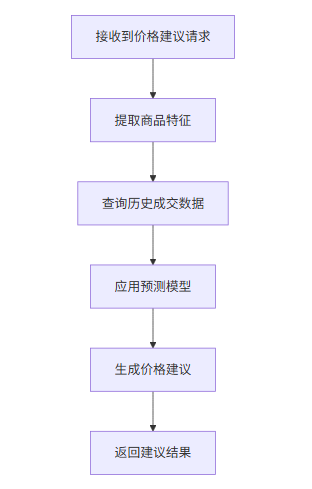 接收到价格建议请求
提取商品特征
查询历史成交数据
应用预测模型
生成价格建议
返回建议结果